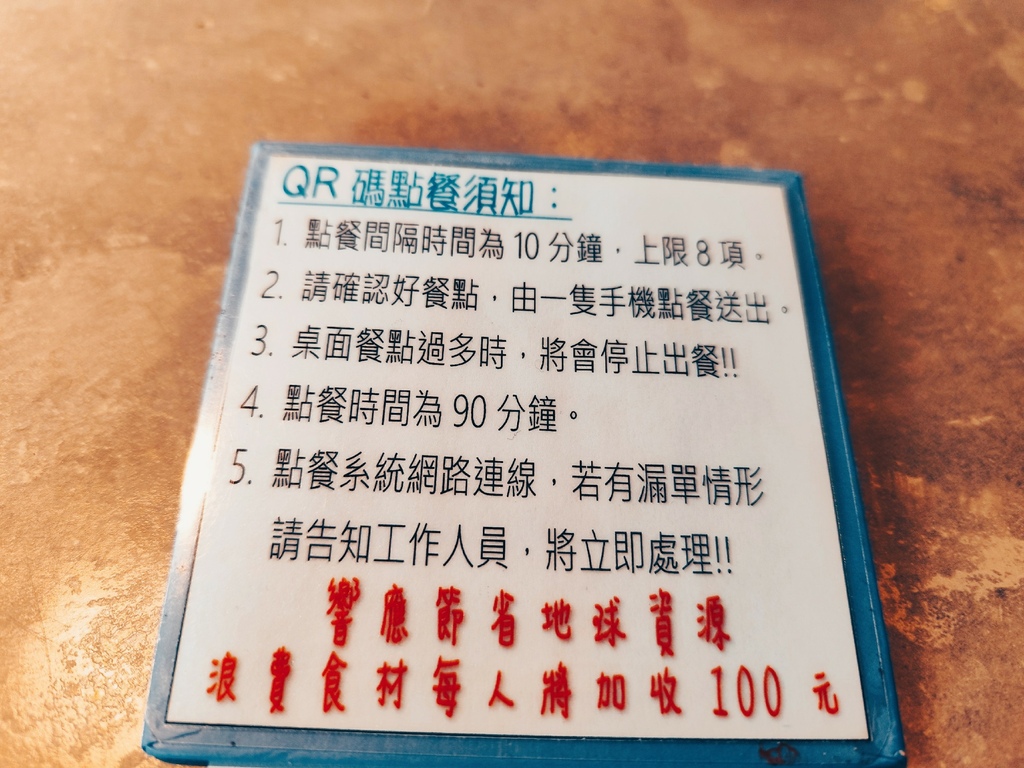 QR 碼點餐須知：
1. 點餐間隔時間為 10 分鐘，上限 8 項。
2. 請確認好餐點，由一隻手機點餐送出。
3. 桌面餐點過多時，將會停止出餐!!
4. 點餐時間為 90 分鐘。
5. 點餐系統網路連線，若有漏單情形
請告知工作人員，將立即處理!!
響應節省地球資源
浪費食材每人將加收100元